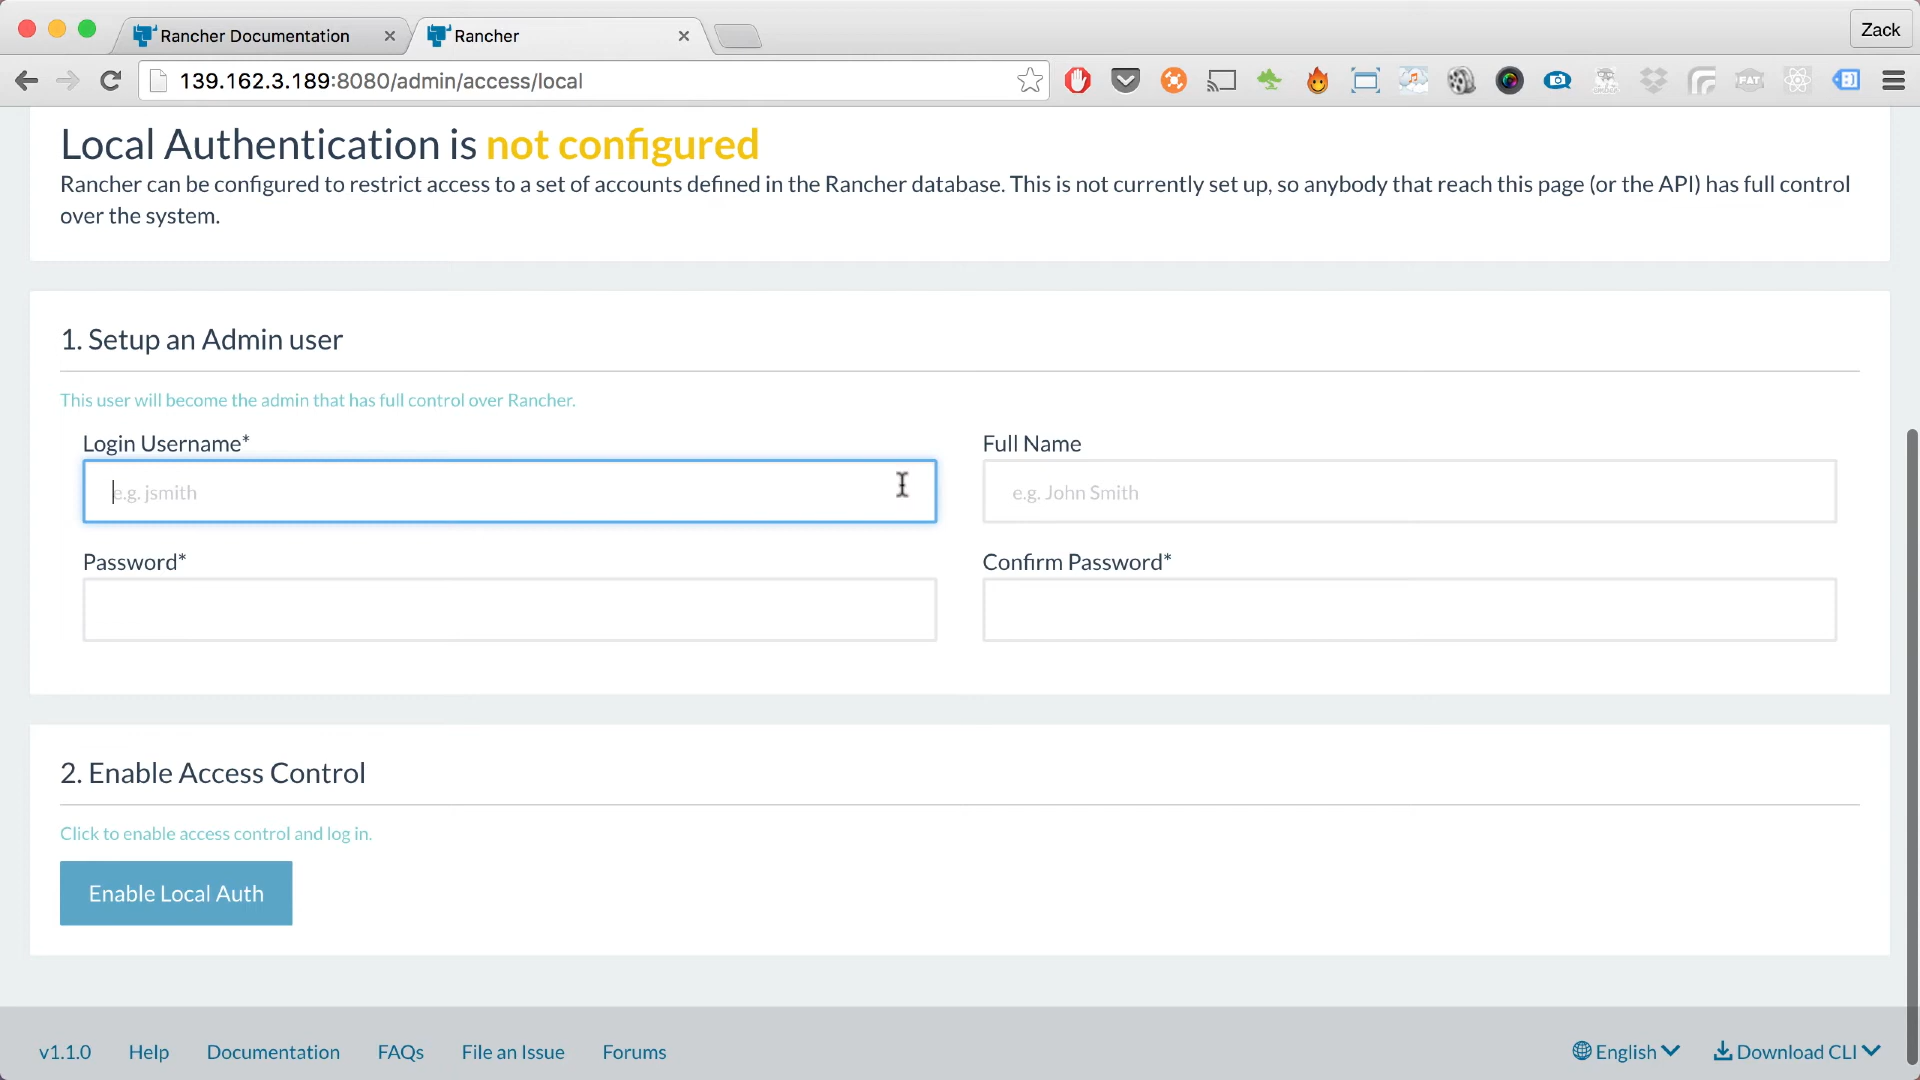 Rancher Documentation
Rancher
Zack
139.162.3.189:8080/admin/access/local
FAT
Local Authentication is not configured
Rancher can be configured to restrict access to a set of accounts defined in the Rancher database. This is not currently set up, so anybody that reach this page (or the API) has full control
over the system.
1. Setup an Admin user
This user will become the admin that has full control over Rancher.
Login Username*
Full Name
e.g. jsmith
e.g. John Smith
Password*
Confirm Password*
2. Enable Access Control
Click to enable access control and log in.
Enable Local Auth
v1.1.0 Help Documentation FAQs File an Issue Forums English Download CLI